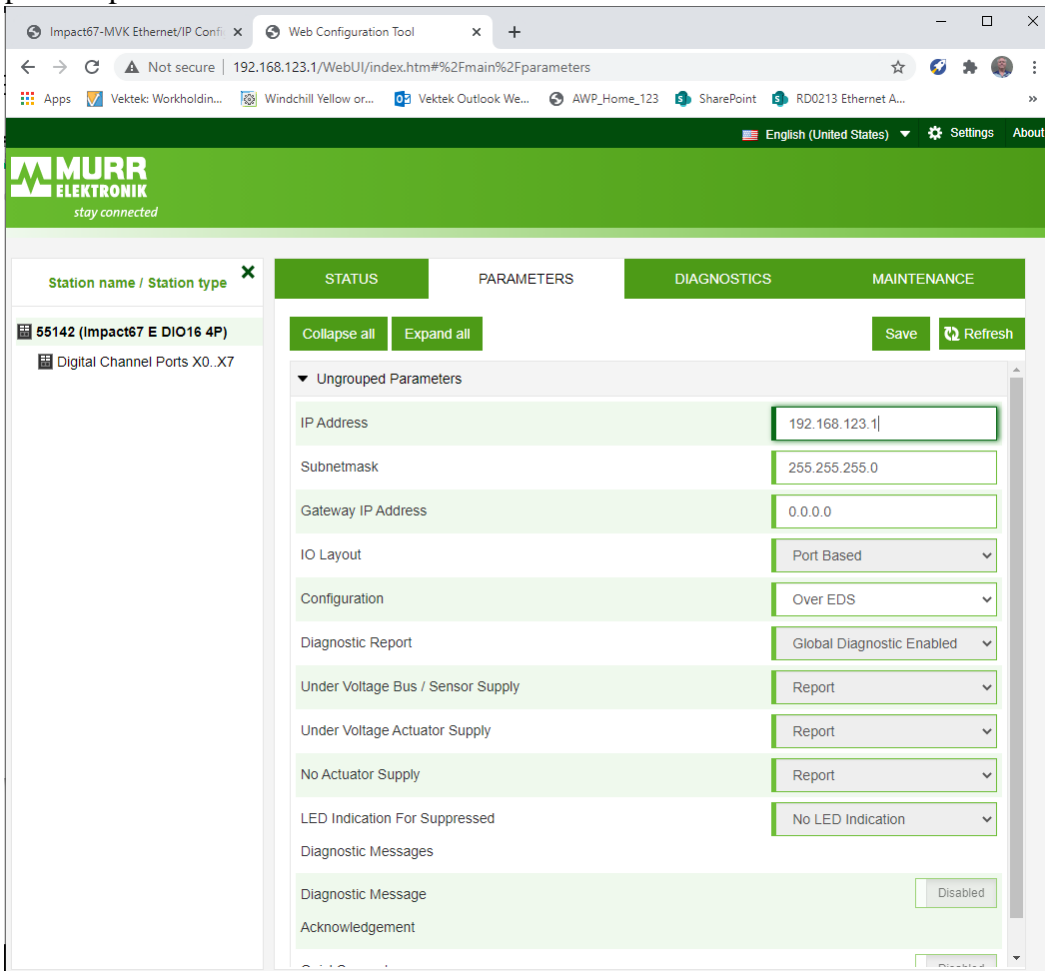 Impact67-MVK Ethernet/IP Confi
Web Configuration Tool
Not secure | 192.168.123.1/WebUI/index.htm#%2Fmain%2Fparameters
Apps
Vektek: Workholdin...
Windchill Yellow or...
Vektek Outlook We...
AWP_Home_123
SharePoint
RD0213 Ethernet A...
»
English (United States)
Settings
About
MURR
ELEKTRONIK
stay connected
Station name / Station type
55142 (Impact67 E DIO16 4P)
Digital Channel Ports X0..X7
STATUS
PARAMETERS
DIAGNOSTICS
MAINTENANCE
Collapse all
Expand all
Save
Refresh
Ungrouped Parameters
IP Address
192.168.123.1
Subnetmask
255.255.255.0
Gateway IP Address
0.0.0.0
IO Layout
Port Based
Configuration
Over EDS
Diagnostic Report
Global Diagnostic Enabled
Under Voltage Bus / Sensor Supply
Report
Under Voltage Actuator Supply
Report
No Actuator Supply
Report
LED Indication For Suppressed
Diagnostic Messages
No LED Indication
Diagnostic Message
Acknowledgement
Disabled